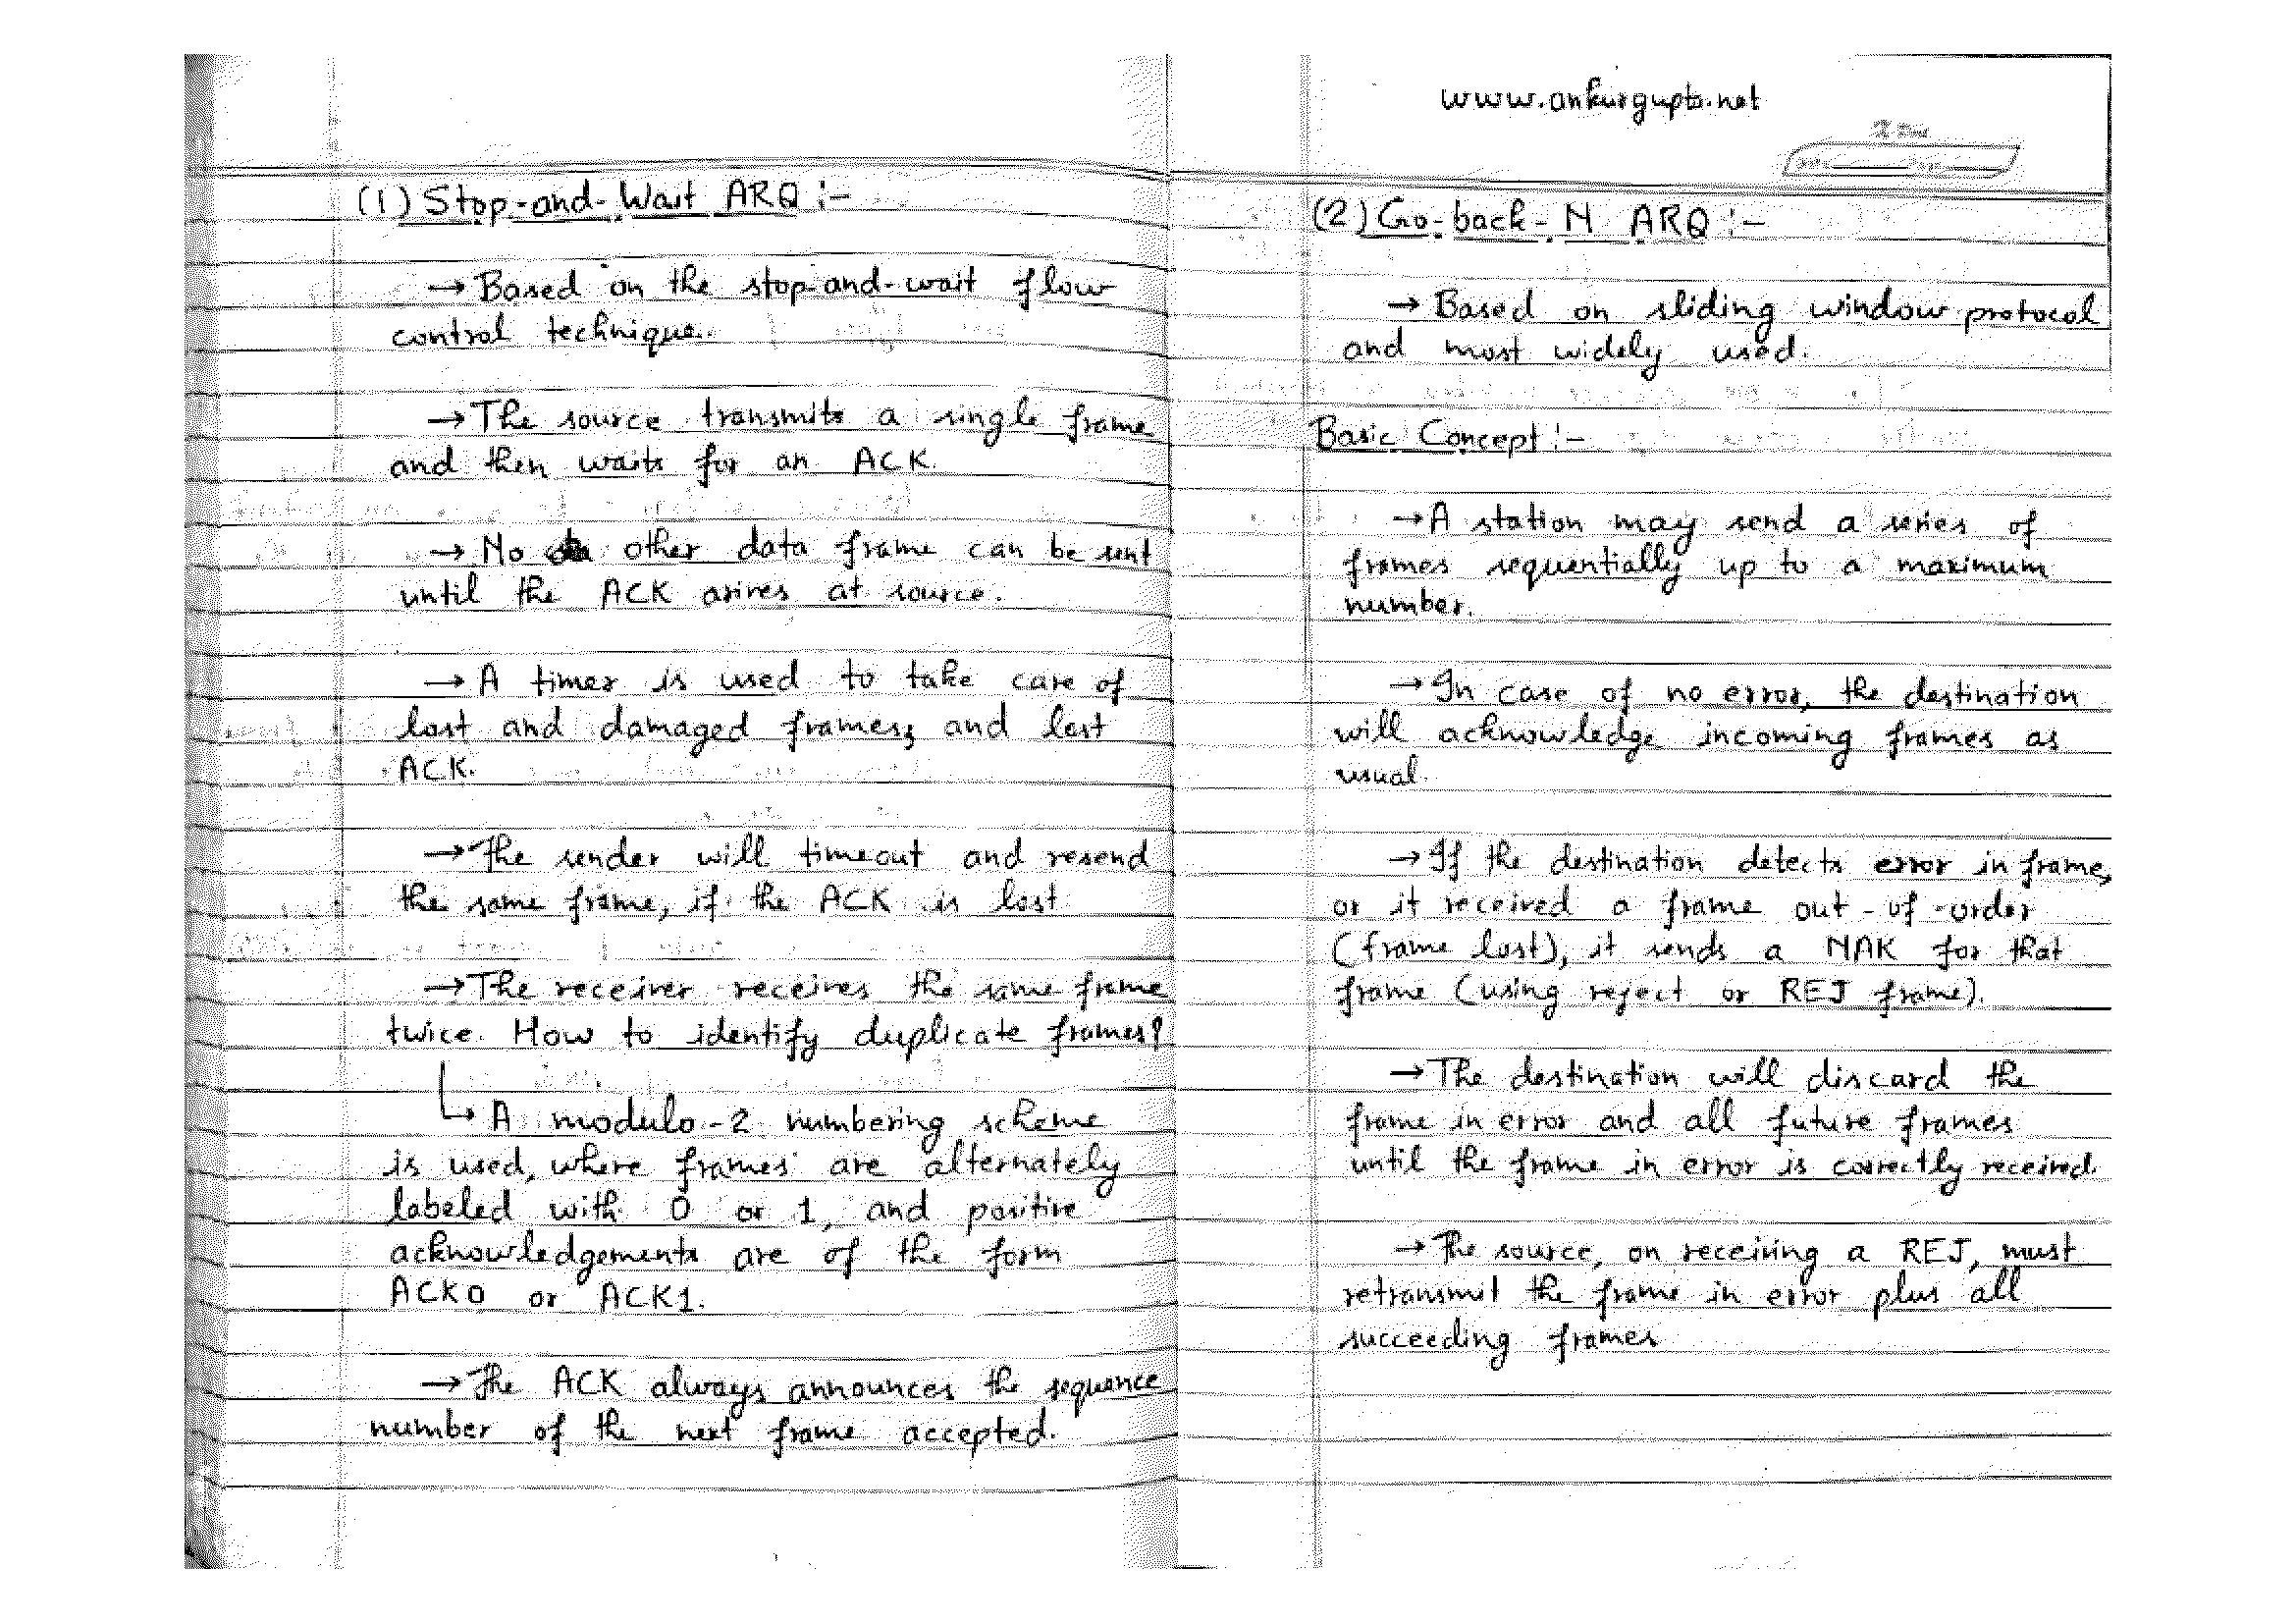 (1) Stop-and-Wait ARQ :-
→ Based on the stop-and-wait flow
control technique.
→ The source transmits a single frame
and then waits for an ACK.
→ No other data frame can be sent
until the ACK arives at source.
→ A timer is used to take care of
lost and damaged frames, and lost
ACK.
→ The sender will timeout and resend
the same frame, if the ACK is lost
→ The receiver receives the same frame
twice. How to identify duplicate frames?
↳ A modulo-2 numbering scheme
is used, where frames are alternately
labeled with 0 or 1, and positive
acknowledgements are of the form
ACK0 or ACK1.
→ The ACK always announces the sequence
number of the next frame accepted.
www.ankurgupta.net
(2) Go-back-N ARQ :-
→ Based on sliding window protocol
and most widely used.
Basic Concept :-
→ A station may send a series of
frames sequentially up to a maximum
number.
→ In case of no error, the destination
will acknowledge incoming frames as
usual.
→ If the destination detects error in frame,
or it received a frame out-of-order
(frame lost), it sends a NAK for that
frame (using reject or REJ frame).
→ The destination will discard the
frame in error and all future frames
until the frame in error is correctly received.
→ The source, on receiving a REJ, must
retransmit the frame in error plus all
succeeding frames